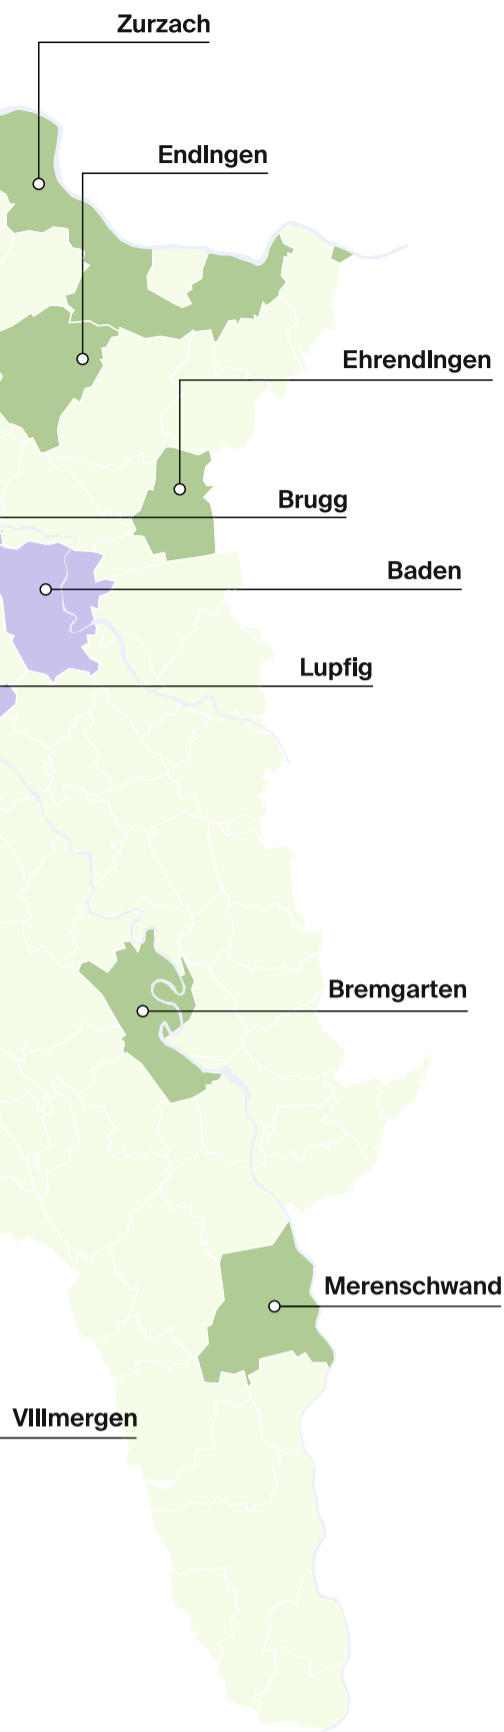 Zurzach
Endingen
Ehrendingen
Brugg
Baden
Lupfig
Bremgarten
Merenschwand
Villmergen